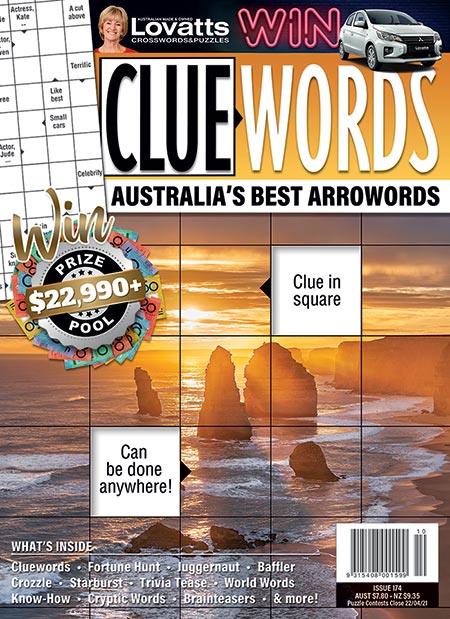 Actress,
Kate
A cut
above
Terrific
Like
best
Small
cars
Actor,
Jude
Celebrity
AUSTRALIAN MADE & OWNED
Lovatts
CROSSWORDS&PUZZLES
WIN
Lovatts
CLUEWORDS
AUSTRALIA'S BEST ARROWORDS
Win
PRIZE
$22,990+
POOL
Clue in
square
Can
be done
anywhere!
WHAT'S INSIDE
Cluewords • Fortune Hunt • Juggernaut • Baffler
Crozzle • Starburst • Trivia Tease • World Words
Know-How • Cryptic Words • Brainteasers • & more!
10
9 315408 001599
ISSUE 174
AUST $7.80 - NZ $9.35
Puzzle Contests Close 22/04/21